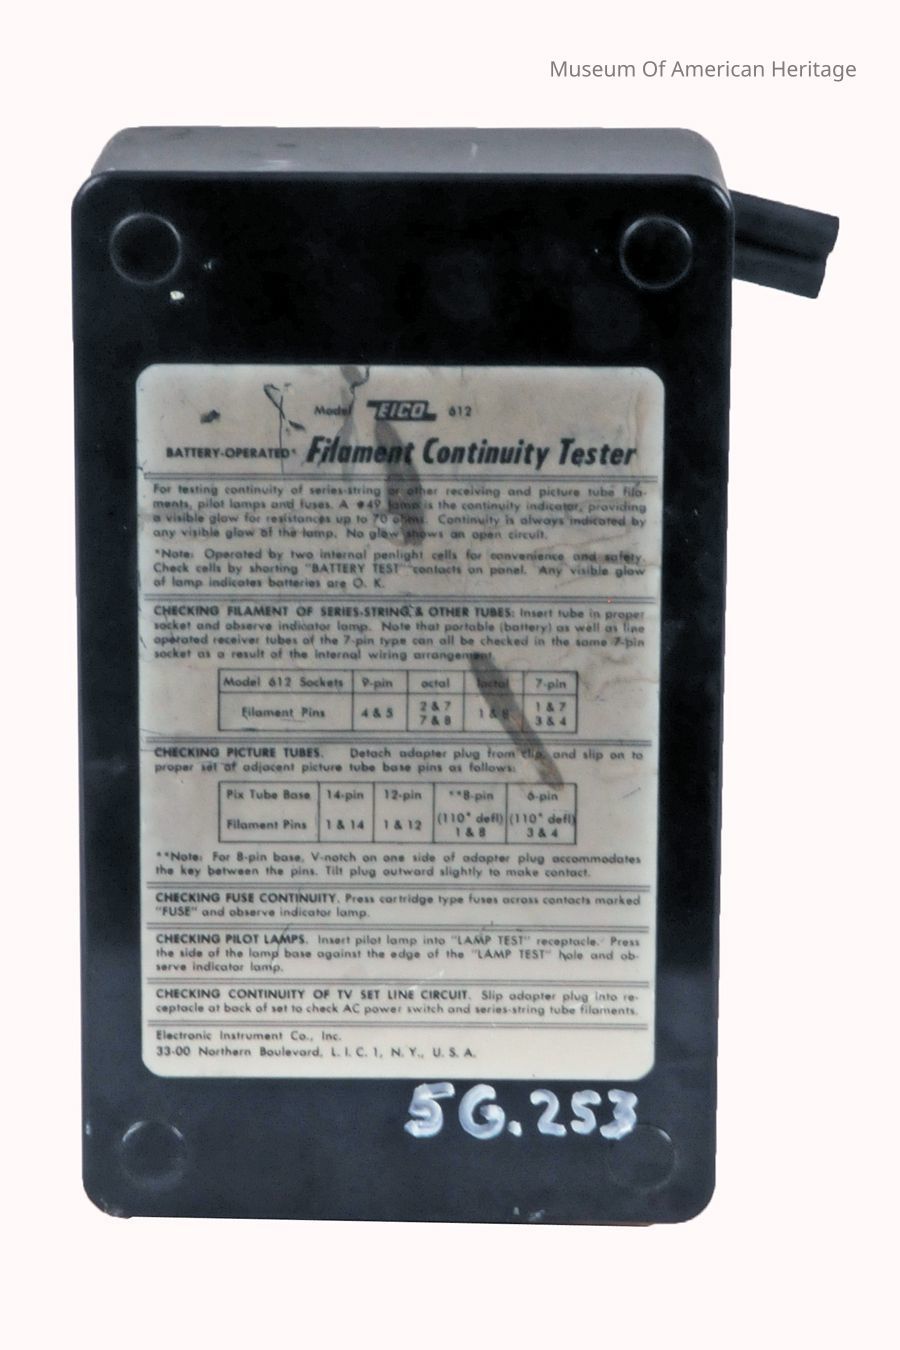 Museum Of American Heritage
Model EICO 612
BATTERY-OPERATED* Filament Continuity Tester
For testing continuity of series-string or other receiving and picture tube fila-
ments, pilot lamps and fuses. A #49 lamp is the continuity indicator, providing
a visible glow for resistances up to 70 ohms. Continuity is always indicated by
any visible glow of the lamp. No glow shows an open circuit.
*Note: Operated by two internal penlight cells for convenience and safety.
Check cells by shorting "BATTERY TEST" contacts on panel. Any visible glow
of lamp indicates batteries are O. K.
CHECKING FILAMENT OF SERIES-STRING & OTHER TUBES: Insert tube in proper
socket and observe indicator lamp. Note that portable (battery) as well as line
operated receiver tubes of the 7-pin type can all be checked in the same 7-pin
socket as a result of the internal wiring arrangement.
Model 612 Sockets 9-pin octal loctal 7-pin
Filament Pins 4 & 5 2 & 7 1 & 8 1 & 7
7 & 8 3 & 4
CHECKING PICTURE TUBES. Detach adapter plug from clip, and slip on to
proper set of adjacent picture tube base pins as follows:
Pix Tube Base 14-pin 12-pin **8-pin 6-pin
Filament Pins 1 & 14 1 & 12 (110° defl) (110° defl)
1 & 8 3 & 4
**Note: For 8-pin base, V-notch on one side of adapter plug accommodates
the key between the pins. Tilt plug outward slightly to make contact.
CHECKING FUSE CONTINUITY. Press cartridge type fuses across contacts marked
"FUSE" and observe indicator lamp.
CHECKING PILOT LAMPS. Insert pilot lamp into "LAMP TEST" receptacle. Press
the side of the lamp base against the edge of the "LAMP TEST" hole and ob-
serve indicator lamp.
CHECKING CONTINUITY OF TV SET LINE CIRCUIT. Slip adapter plug into re-
ceptacle at back of set to check AC power switch and series-string tube filaments.
Electronic Instrument Co., Inc.
33-00 Northern Boulevard, L. I. C. 1, N. Y., U. S. A.
5G.253